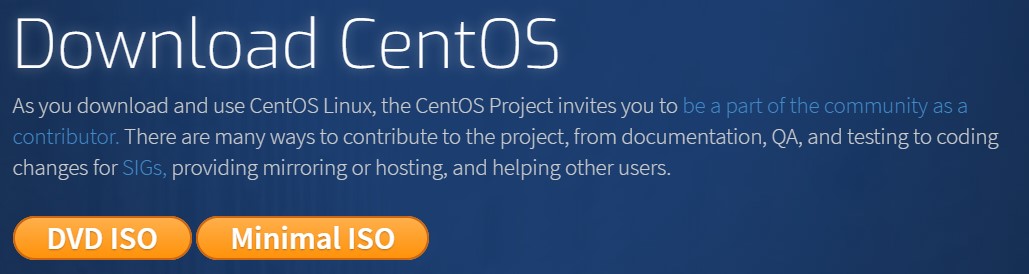 Download CentOS
As you download and use CentOS Linux, the CentOS Project invites you to be a part of the community as a
contributor. There are many ways to contribute to the project, from documentation, QA, and testing to coding
changes for SIGs, providing mirroring or hosting, and helping other users.
DVD ISO Minimal ISO